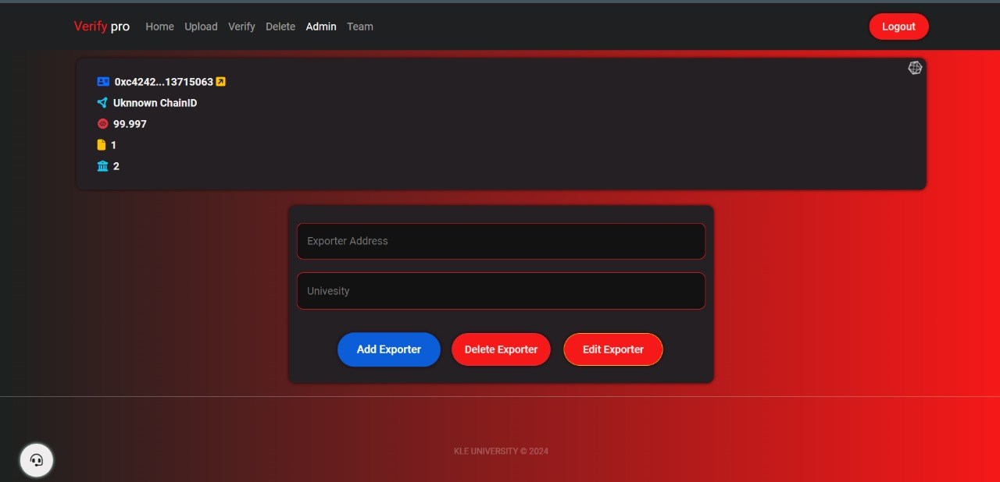 Verify pro Home Upload Verify Delete Admin Team Logout
0xc4242...13715063
Uknnown ChainID
99.997
1
2
Exporter Address
Univesity
Add Exporter Delete Exporter Edit Exporter
KLE UNIVERSITY © 2024